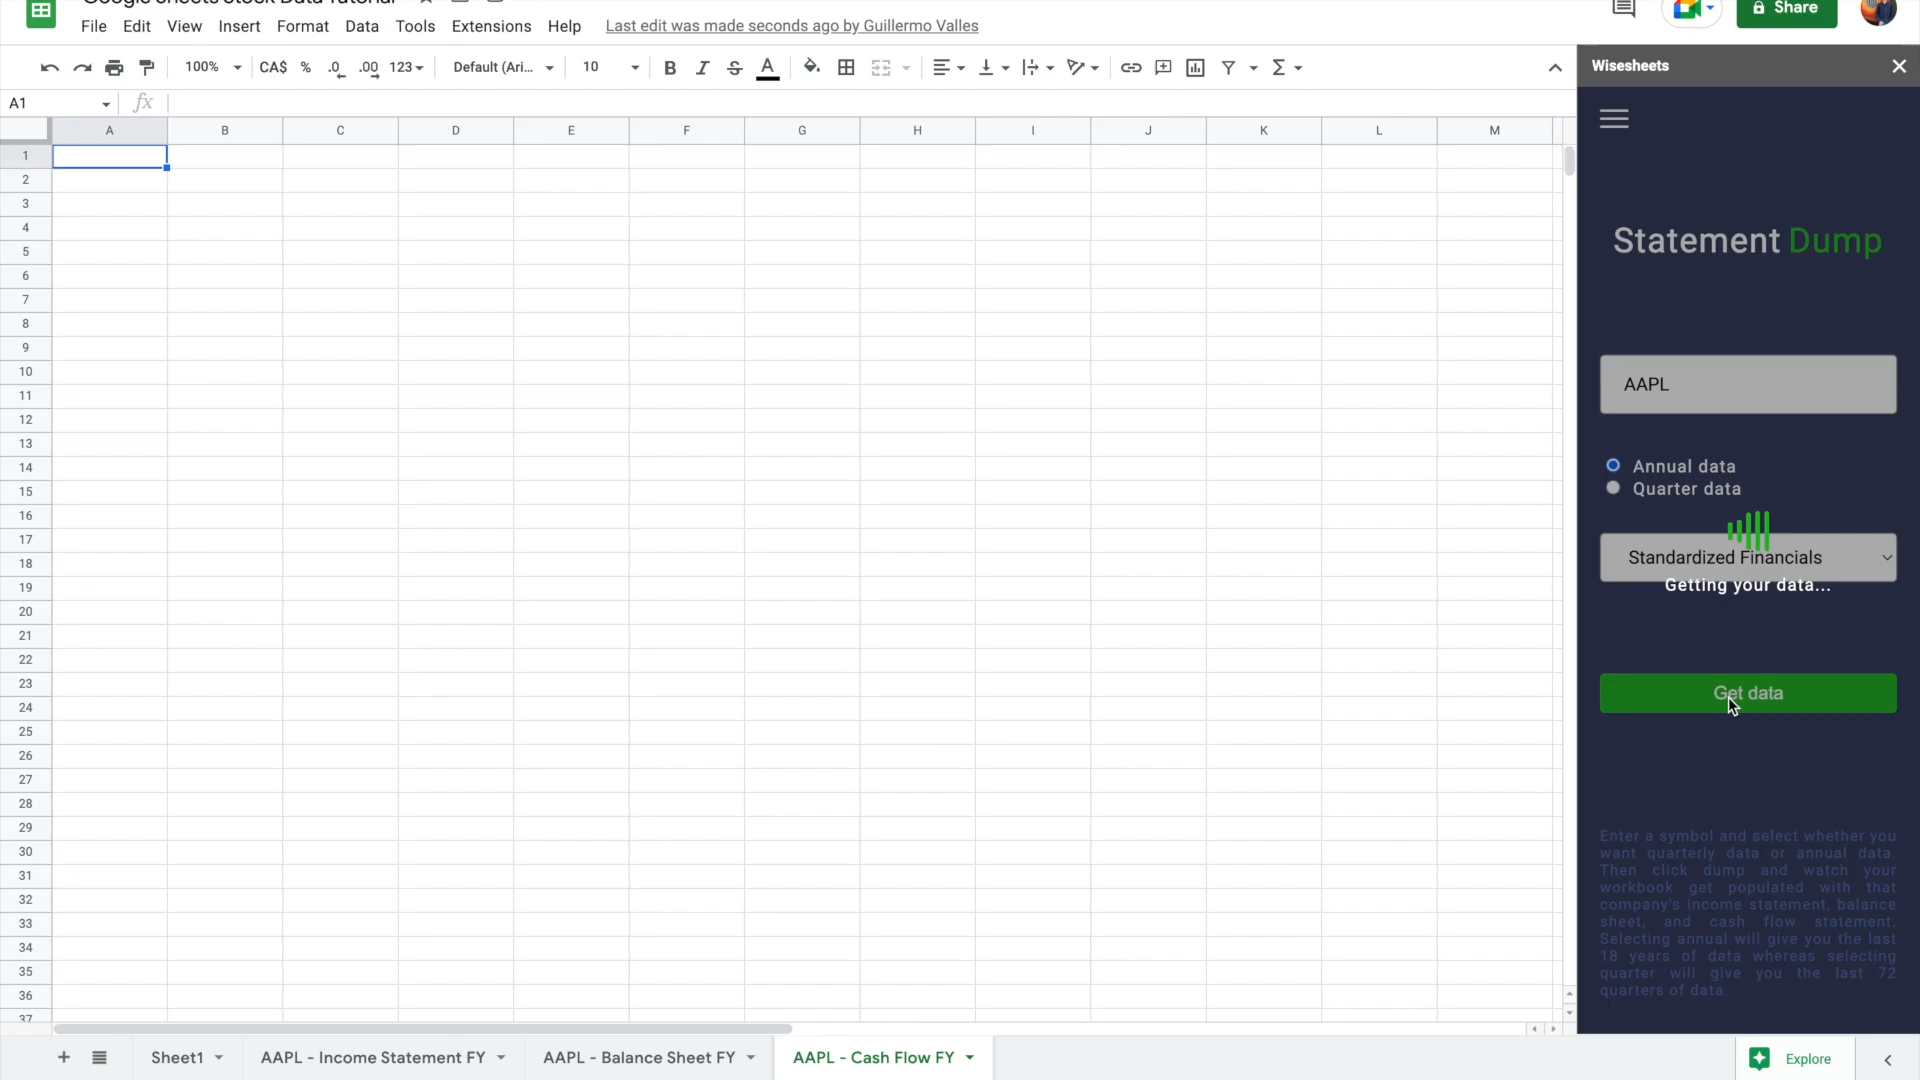 Google Sheets Stock Data Tutorial
File Edit View Insert Format Data Tools Extensions Help Last edit was made seconds ago by Guillermo Valles
Share
100% CA$ % .0 .00 123 Default (Ari... 10 B I S A
A1 fx
A B C D E F G H I J K L M
1
2
3
4
5
6
7
8
9
10
11
12
13
14
15
16
17
18
19
20
21
22
23
24
25
26
27
28
29
30
31
32
33
34
35
36
37
Wisesheets
Statement Dump
AAPL
Annual data
Quarter data
Standardized Financials
Getting your data...
Get data
Enter a symbol and select whether you
want quarterly data or annual data.
Then click dump and watch your
workbook get populated with that
company's income statement, balance
sheet, and cash flow statement.
Selecting annual will give you the last
18 years of data whereas selecting
quarter will give you the last 72
quarters of data.
Sheet1 AAPL - Income Statement FY AAPL - Balance Sheet FY AAPL - Cash Flow FY Explore